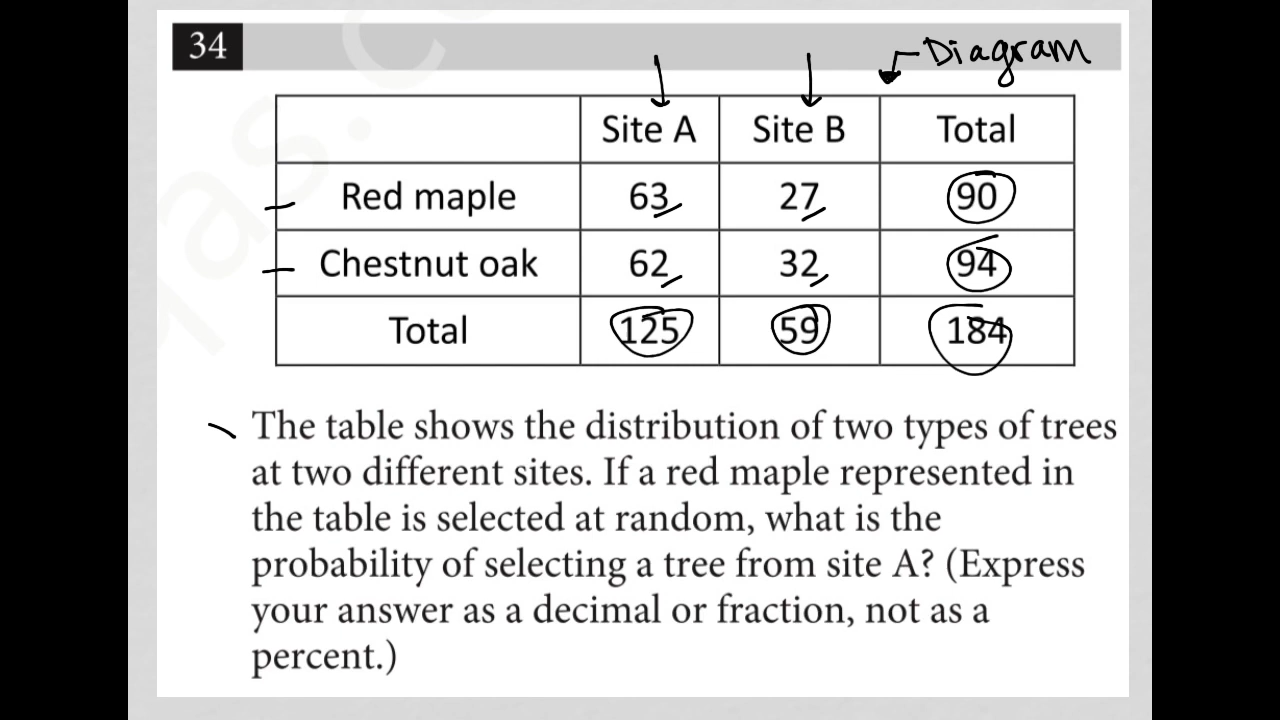 34
Diagram
Site A Site B Total
Red maple 63 27 90
Chestnut oak 62 32 94
Total 125 59 184
The table shows the distribution of two types of trees
at two different sites. If a red maple represented in
the table is selected at random, what is the
probability of selecting a tree from site A? (Express
your answer as a decimal or fraction, not as a
percent.)